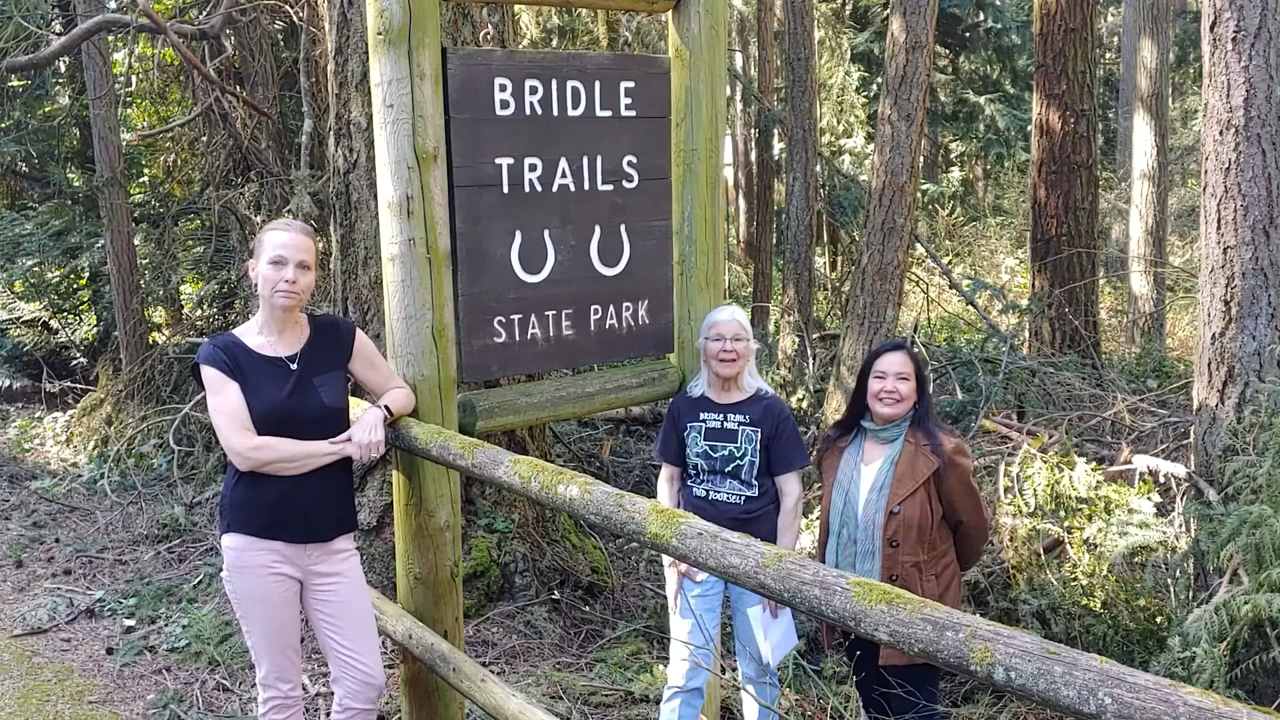 BRIDLE
TRAILS
STATE PARK
BRIDLE TRAILS
STATE PARK
FIND YOURSELF